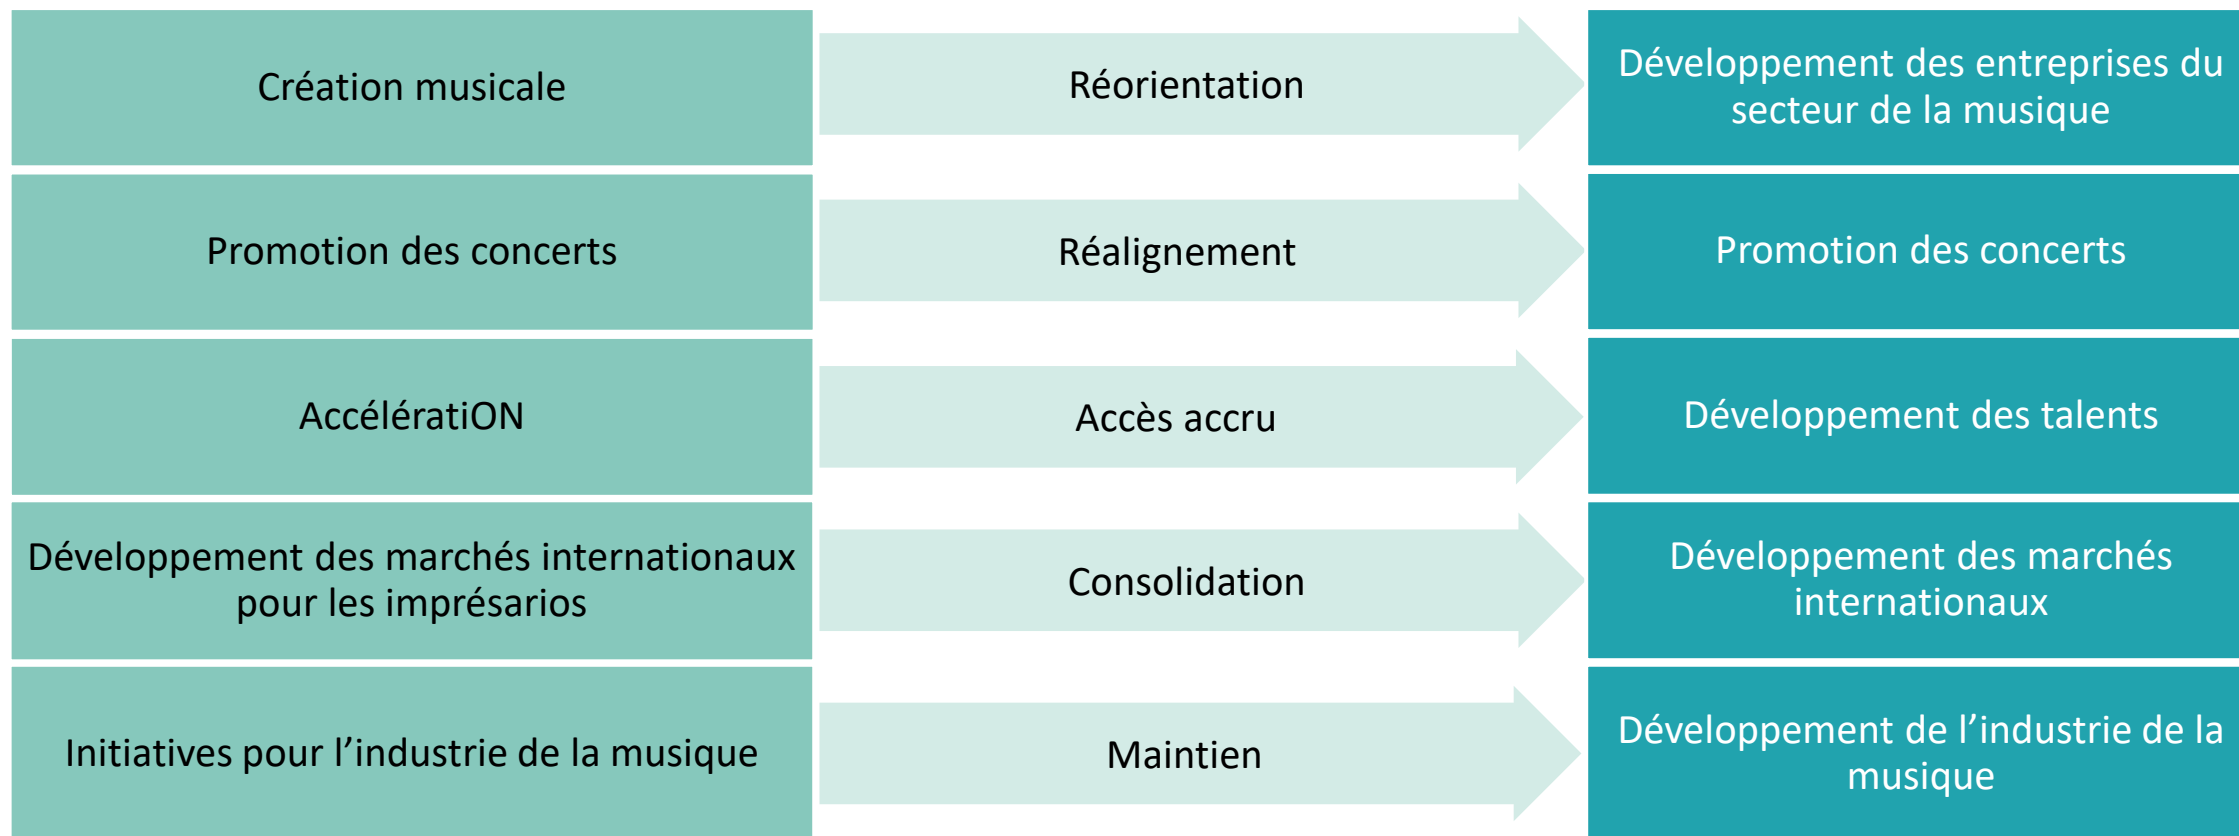 Création musicale
Réorientation
Développement des entreprises du
secteur de la musique
Promotion des concerts
Réalignement
Promotion des concerts
AccélératiON
Accès accru
Développement des talents
Développement des marchés internationaux
pour les imprésarios
Consolidation
Développement des marchés
internationaux
Initiatives pour l’industrie de la musique
Maintien
Développement de l’industrie de la
musique